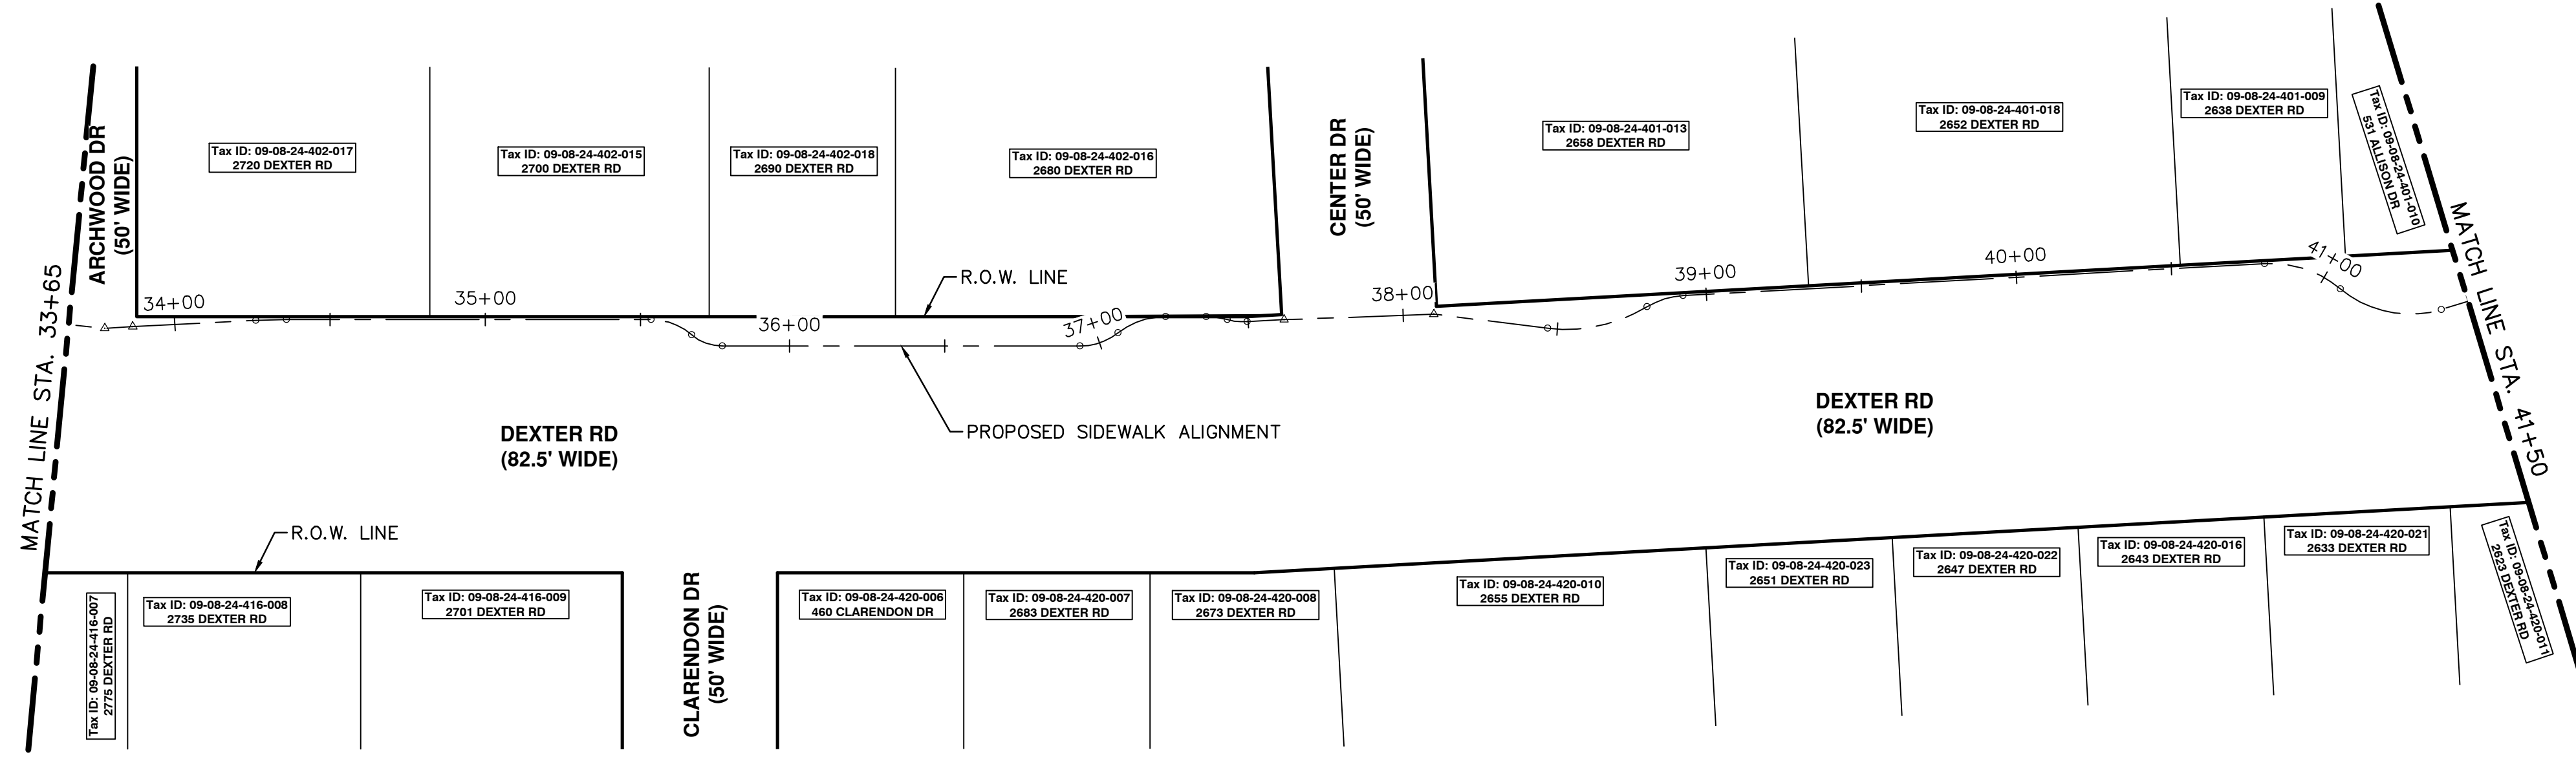 MATCH LINE STA. 33+65
ARCHWOOD DR
(50' WIDE)
Tax ID: 09-08-24-402-017
2720 DEXTER RD
Tax ID: 09-08-24-402-015
2700 DEXTER RD
Tax ID: 09-08-24-402-018
2690 DEXTER RD
Tax ID: 09-08-24-402-016
2680 DEXTER RD
CENTER DR
(50' WIDE)
Tax ID: 09-08-24-401-013
2658 DEXTER RD
Tax ID: 09-08-24-401-018
2652 DEXTER RD
Tax ID: 09-08-24-401-009
2638 DEXTER RD
Tax ID: 09-08-24-401-010
531 ALLISON DR
MATCH LINE STA. 41+50
34+00
35+00
36+00
37+00
38+00
39+00
40+00
41+00
R.O.W. LINE
PROPOSED SIDEWALK ALIGNMENT
DEXTER RD
(82.5' WIDE)
DEXTER RD
(82.5' WIDE)
R.O.W. LINE
Tax ID: 09-08-24-416-007
2775 DEXTER RD
Tax ID: 09-08-24-416-008
2735 DEXTER RD
Tax ID: 09-08-24-416-009
2701 DEXTER RD
CLARENDON DR
(50' WIDE)
Tax ID: 09-08-24-420-006
460 CLARENDON DR
Tax ID: 09-08-24-420-007
2683 DEXTER RD
Tax ID: 09-08-24-420-008
2673 DEXTER RD
Tax ID: 09-08-24-420-010
2655 DEXTER RD
Tax ID: 09-08-24-420-023
2651 DEXTER RD
Tax ID: 09-08-24-420-022
2647 DEXTER RD
Tax ID: 09-08-24-420-016
2643 DEXTER RD
Tax ID: 09-08-24-420-021
2633 DEXTER RD
Tax ID: 09-08-24-420-011
2623 DEXTER RD